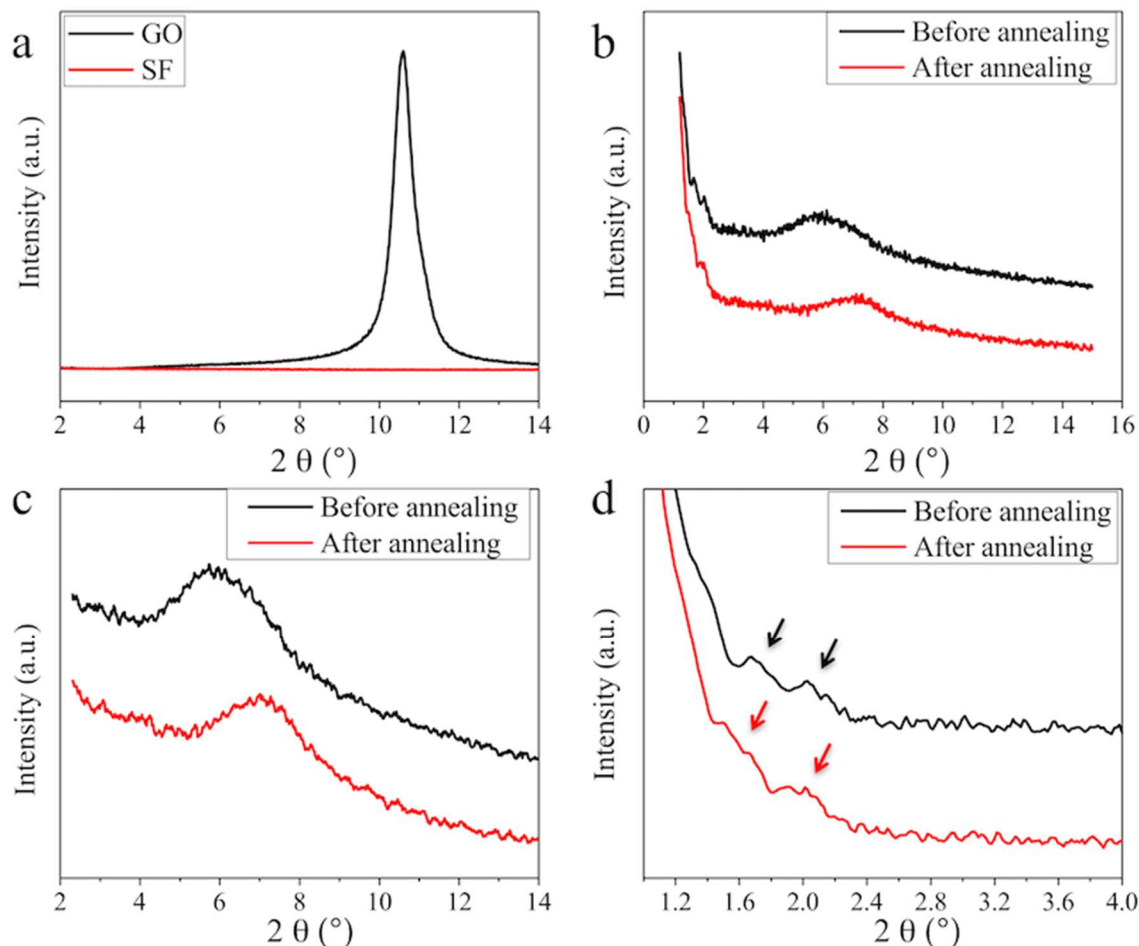 a
GO
SF
Intensity (a.u.)
2 4 6 8 10 12 14
2 θ (°)
b
Before annealing
After annealing
Intensity (a.u.)
0 2 4 6 8 10 12 14 16
2 θ (°)
c
Before annealing
After annealing
Intensity (a.u.)
2 4 6 8 10 12 14
2 θ (°)
d
Before annealing
After annealing
Intensity (a.u.)
1.2 1.6 2.0 2.4 2.8 3.2 3.6 4.0
2 θ (°)